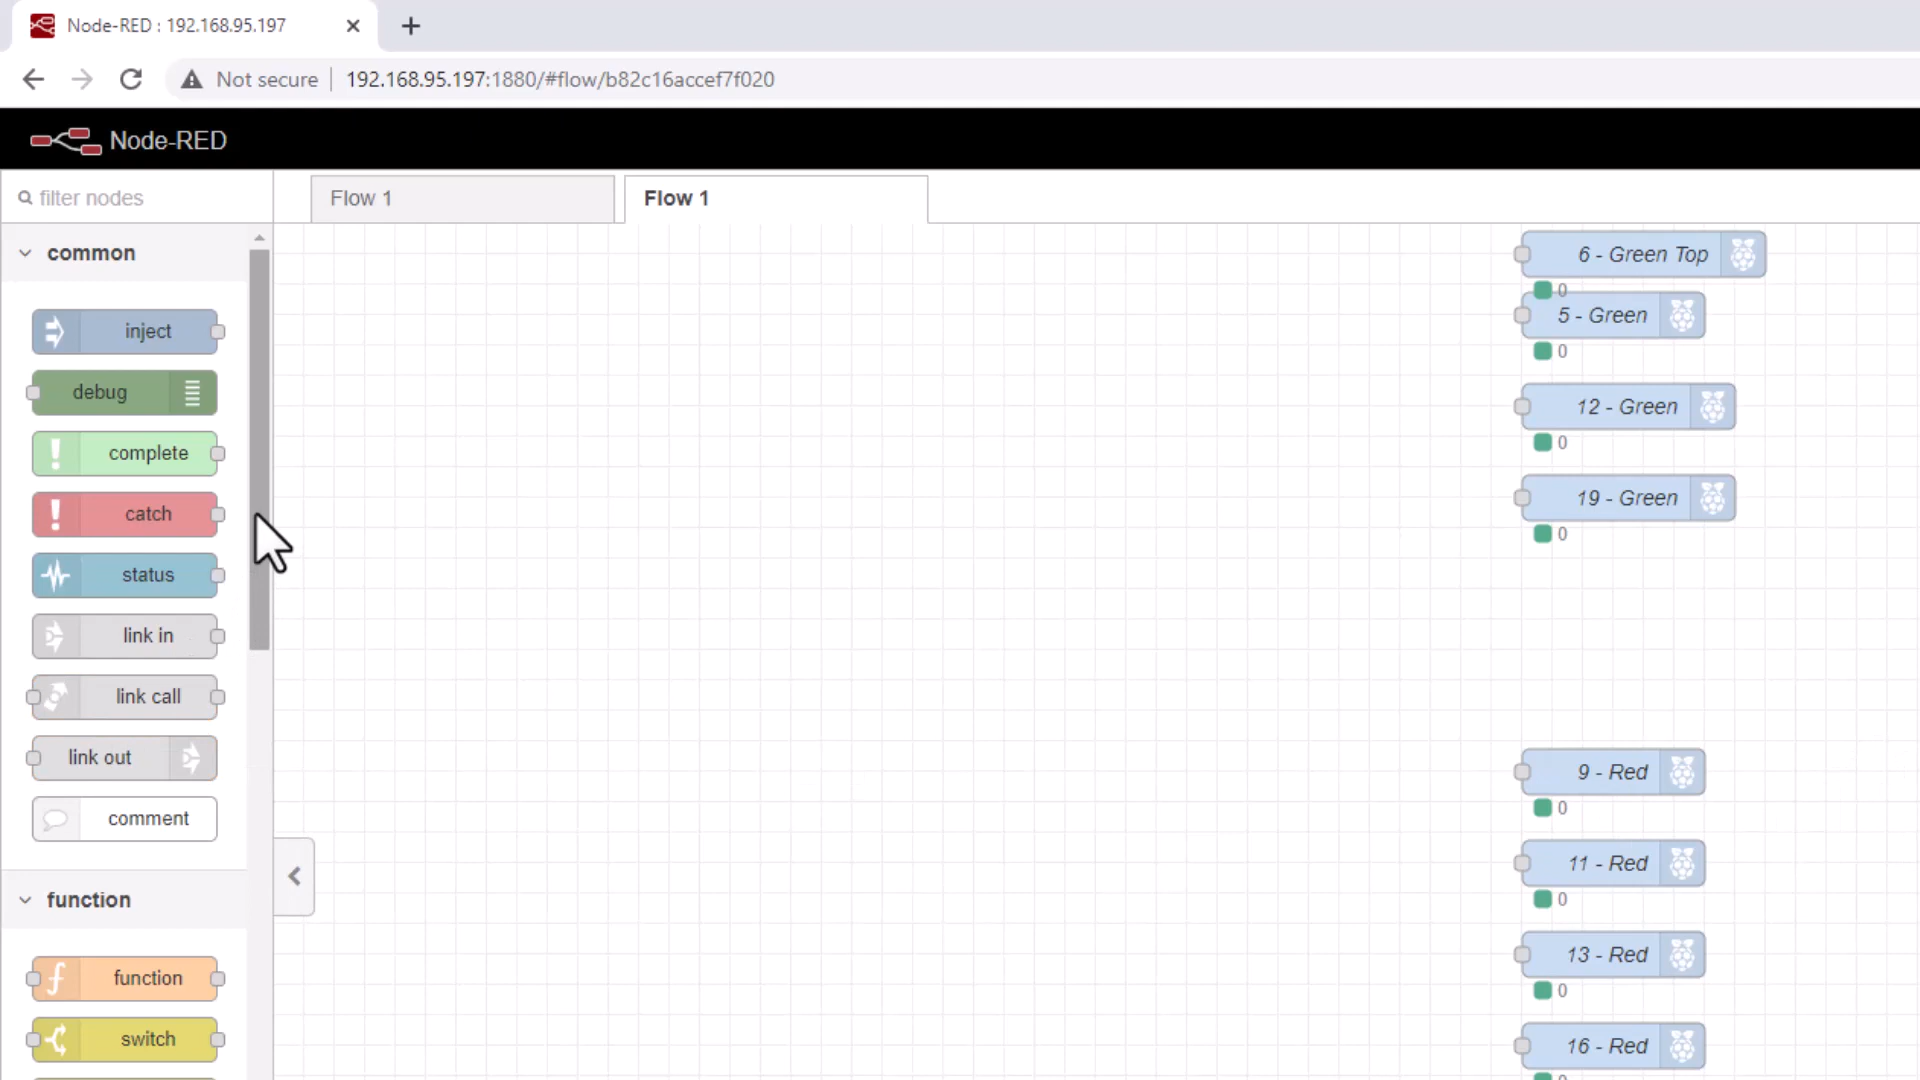 Node-RED : 192.168.95.197
Not secure
192.168.95.197:1880/#flow/b82c16accef7f020
Node-RED
filter nodes
Flow 1
Flow 1
common
inject
debug
complete
catch
status
link in
link call
link out
comment
function
function
switch
6 - Green Top
0
5 - Green
0
12 - Green
0
19 - Green
0
9 - Red
0
11 - Red
0
13 - Red
0
16 - Red